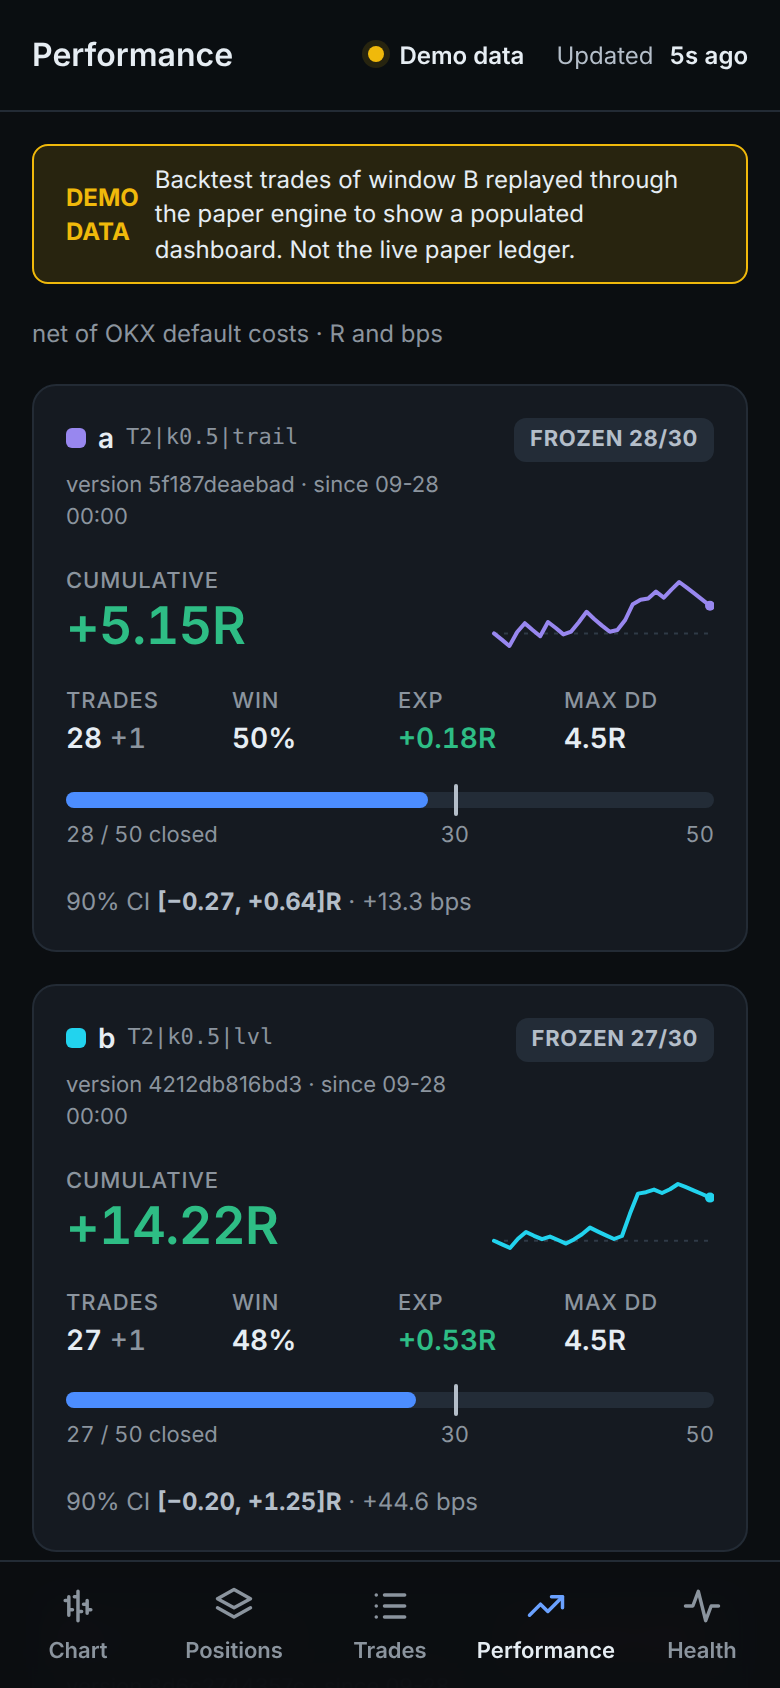 Performance
Demo data
Updated 5s ago
DEMO DATA
Backtest trades of window B replayed through
the paper engine to show a populated
dashboard. Not the live paper ledger.
net of OKX default costs · R and bps
a T2|k0.5|trail
FROZEN 28/30
version 5f187deaebad · since 09-28
00:00
CUMULATIVE
+5.15R
TRADES WIN EXP MAX DD
28 +1 50% +0.18R 4.5R
28 / 50 closed 30 50
90% CI [−0.27, +0.64]R · +13.3 bps
b T2|k0.5|lvl
FROZEN 27/30
version 4212db816bd3 · since 09-28
00:00
CUMULATIVE
+14.22R
TRADES WIN EXP MAX DD
27 +1 48% +0.53R 4.5R
27 / 50 closed 30 50
90% CI [−0.20, +1.25]R · +44.6 bps
Chart Positions Trades Performance Health